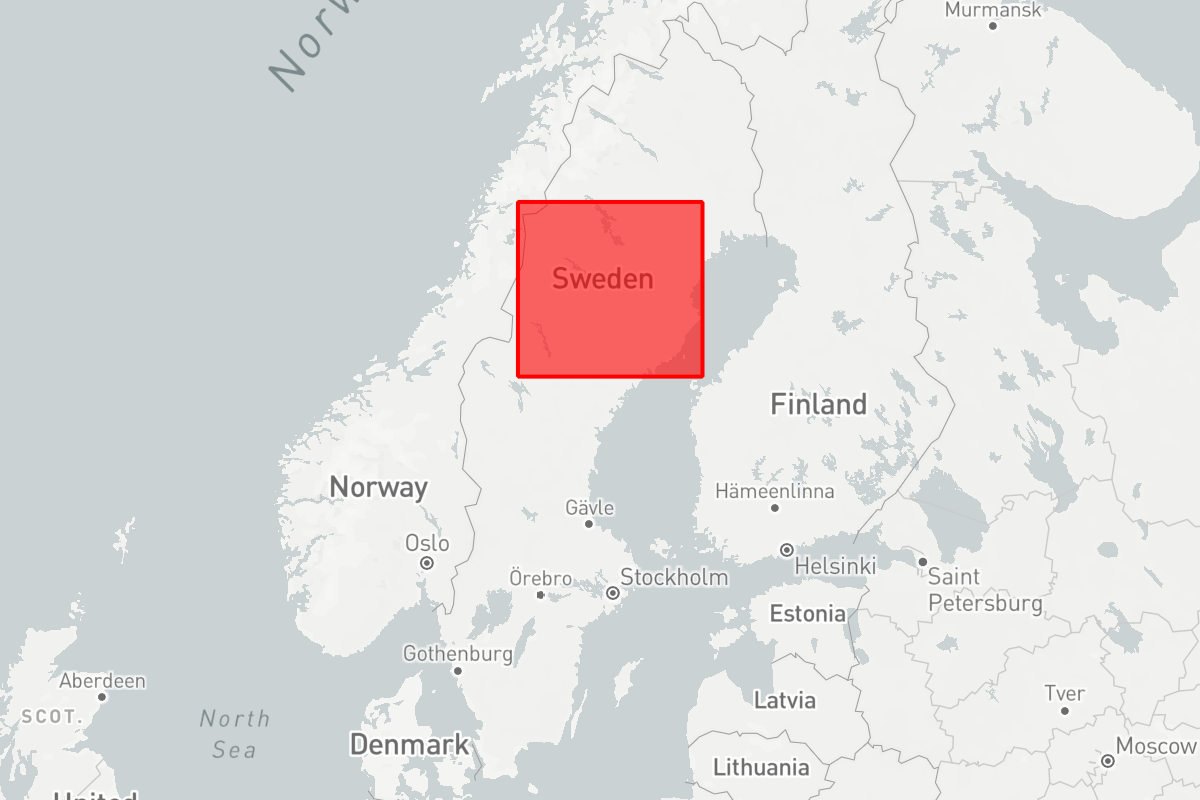 Murmansk
Norw
Sweden
Finland
Norway
Hämeenlinna
Gävle
Oslo
Helsinki
Örebro
Stockholm
Saint
Petersburg
Estonia
Gothenburg
Aberdeen
Tver
Latvia
SCOT.
North
Sea
Denmark
Moscow
Lithuania
United